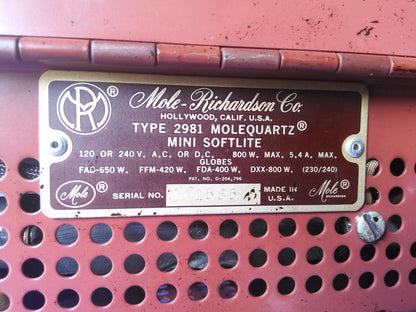 MR®
Mole-Richardson Co.
HOLLYWOOD, CALIF. U.S.A.
TYPE 2981 MOLEQUARTZ®
MINI SOFTLITE
120 OR 240 V. A.C. OR D.C. 800 W. MAX. 5.4 A. MAX.
GLOBES
FAD-650 W. FFM-420 W. FDA-400 W. DXX-800 W. (230/240)
PAT. NO. D-204,796
Mole® SERIAL NO. MADE IN U.S.A. Mole® RICHARDSON